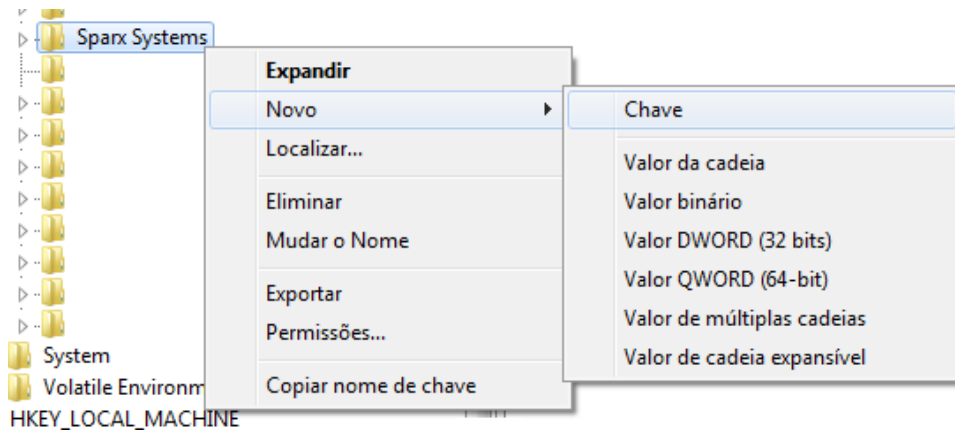 Sparx Systems
Expandir
Novo
Localizar...
Eliminar
Mudar o Nome
Exportar
Permissões...
Copiar nome de chave
Chave
Valor da cadeia
Valor binário
Valor DWORD (32 bits)
Valor QWORD (64-bit)
Valor de múltiplas cadeias
Valor de cadeia expansível
System
Volatile Environm
HKEY_LOCAL_MACHINE